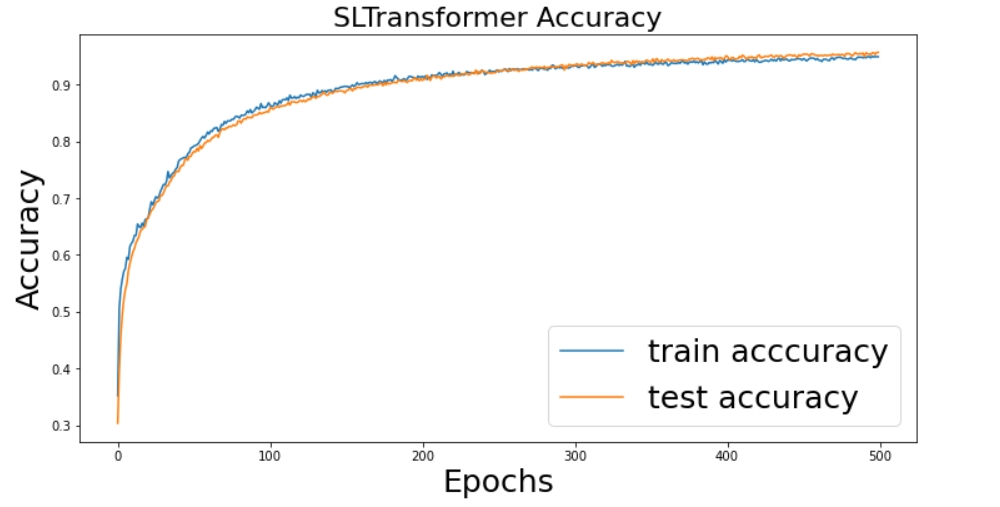 SLTransformer Accuracy
Accuracy
0.9
0.8
0.7
0.6
0.5
0.4
0.3
train acccuracy
test accuracy
0 100 200 300 400 500
Epochs